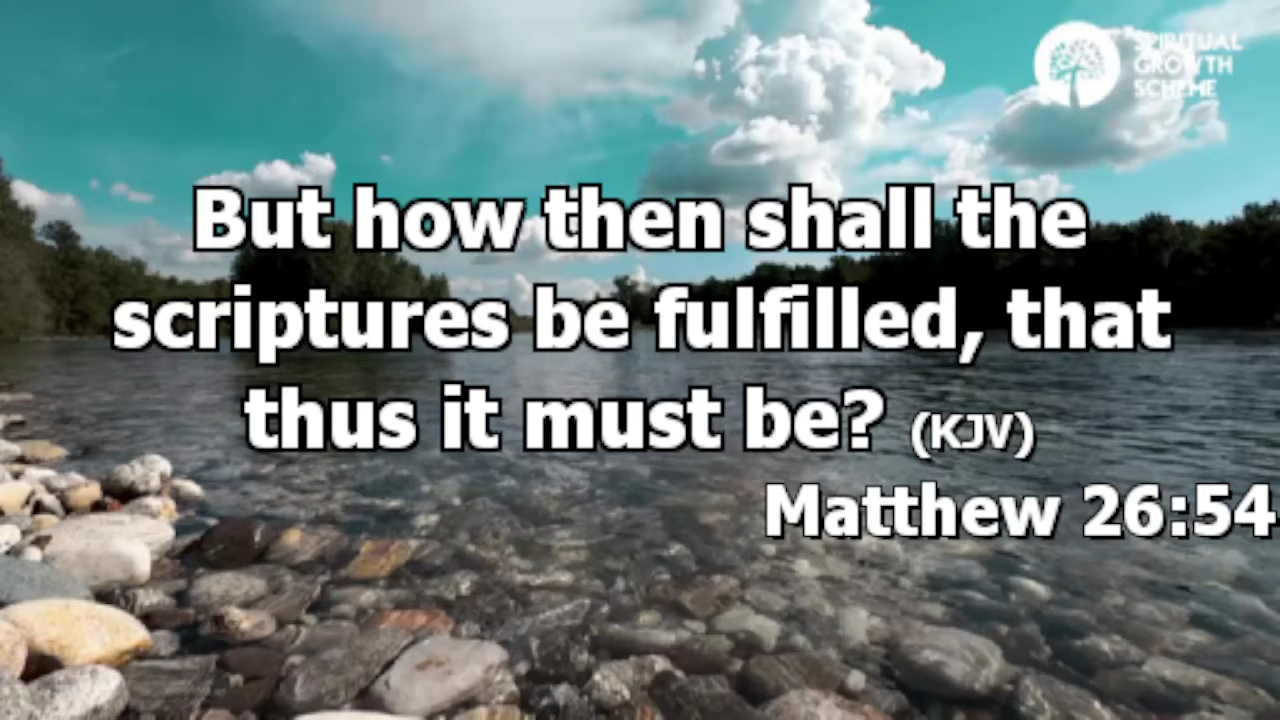 SPIRITUAL
GROWTH
SCHEME
But how then shall the
scriptures be fulfilled, that
thus it must be? (KJV)
Matthew 26:54